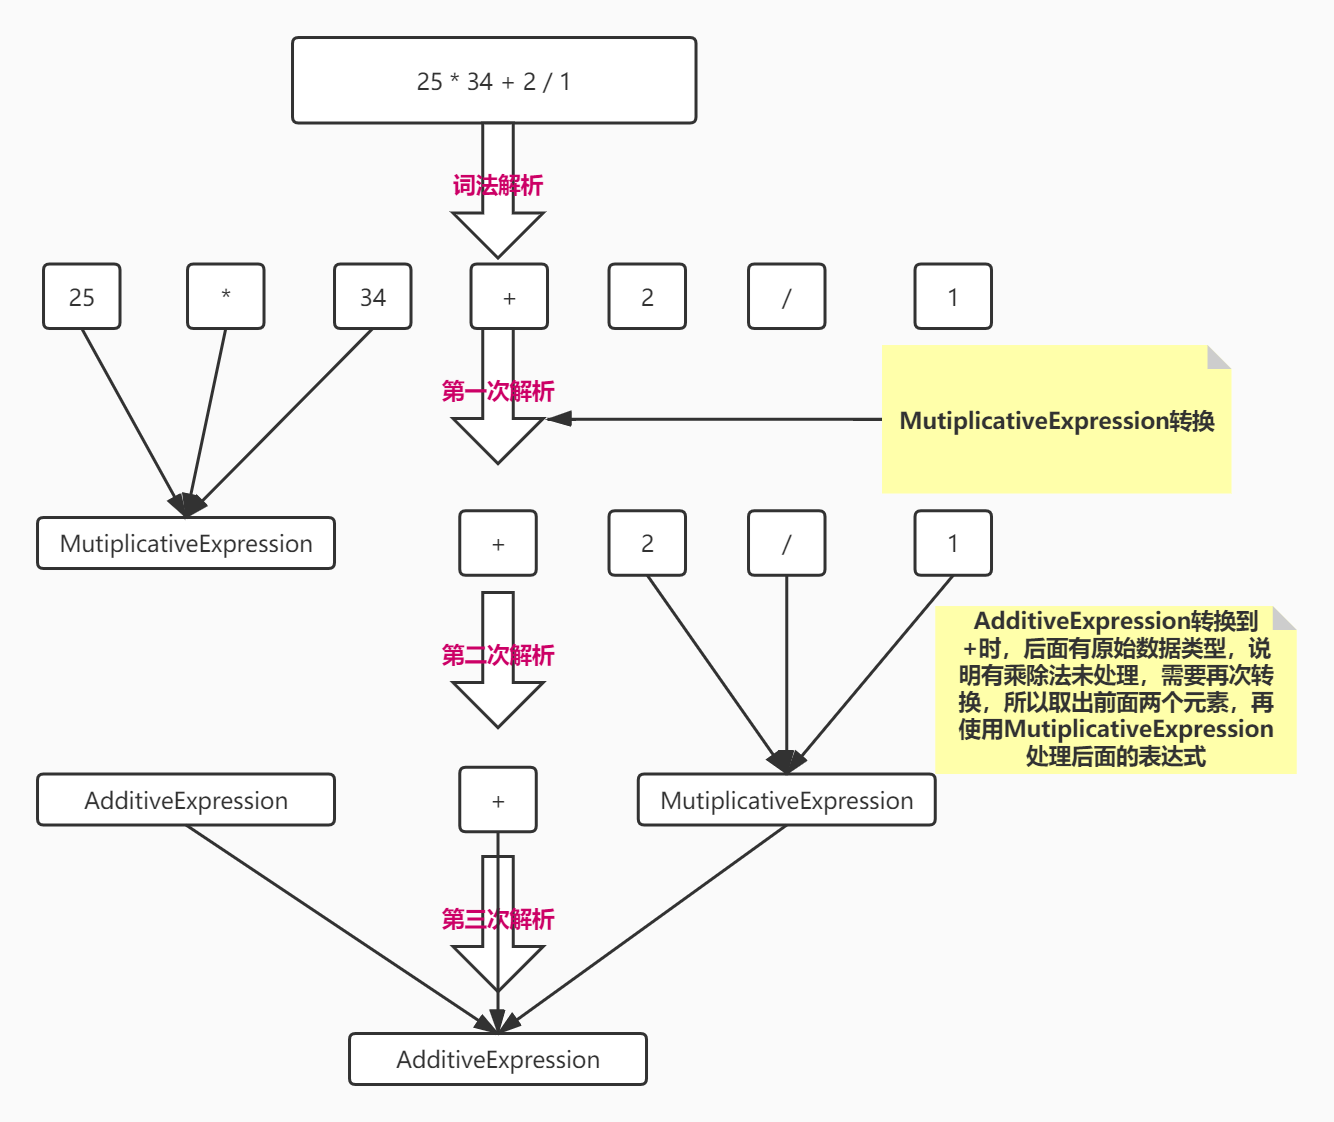 25 * 34 + 2 / 1
词法解析
25
*
34
+
2
/
1
第一次解析
MutiplicativeExpression转换
MutiplicativeExpression
+
2
/
1
第二次解析
AdditiveExpression转换到
+时，后面有原始数据类型，说
明有乘除法未处理，需要再次转
换，所以取出前面两个元素，再
使用MutiplicativeExpression
处理后面的表达式
AdditiveExpression
+
MutiplicativeExpression
第三次解析
AdditiveExpression